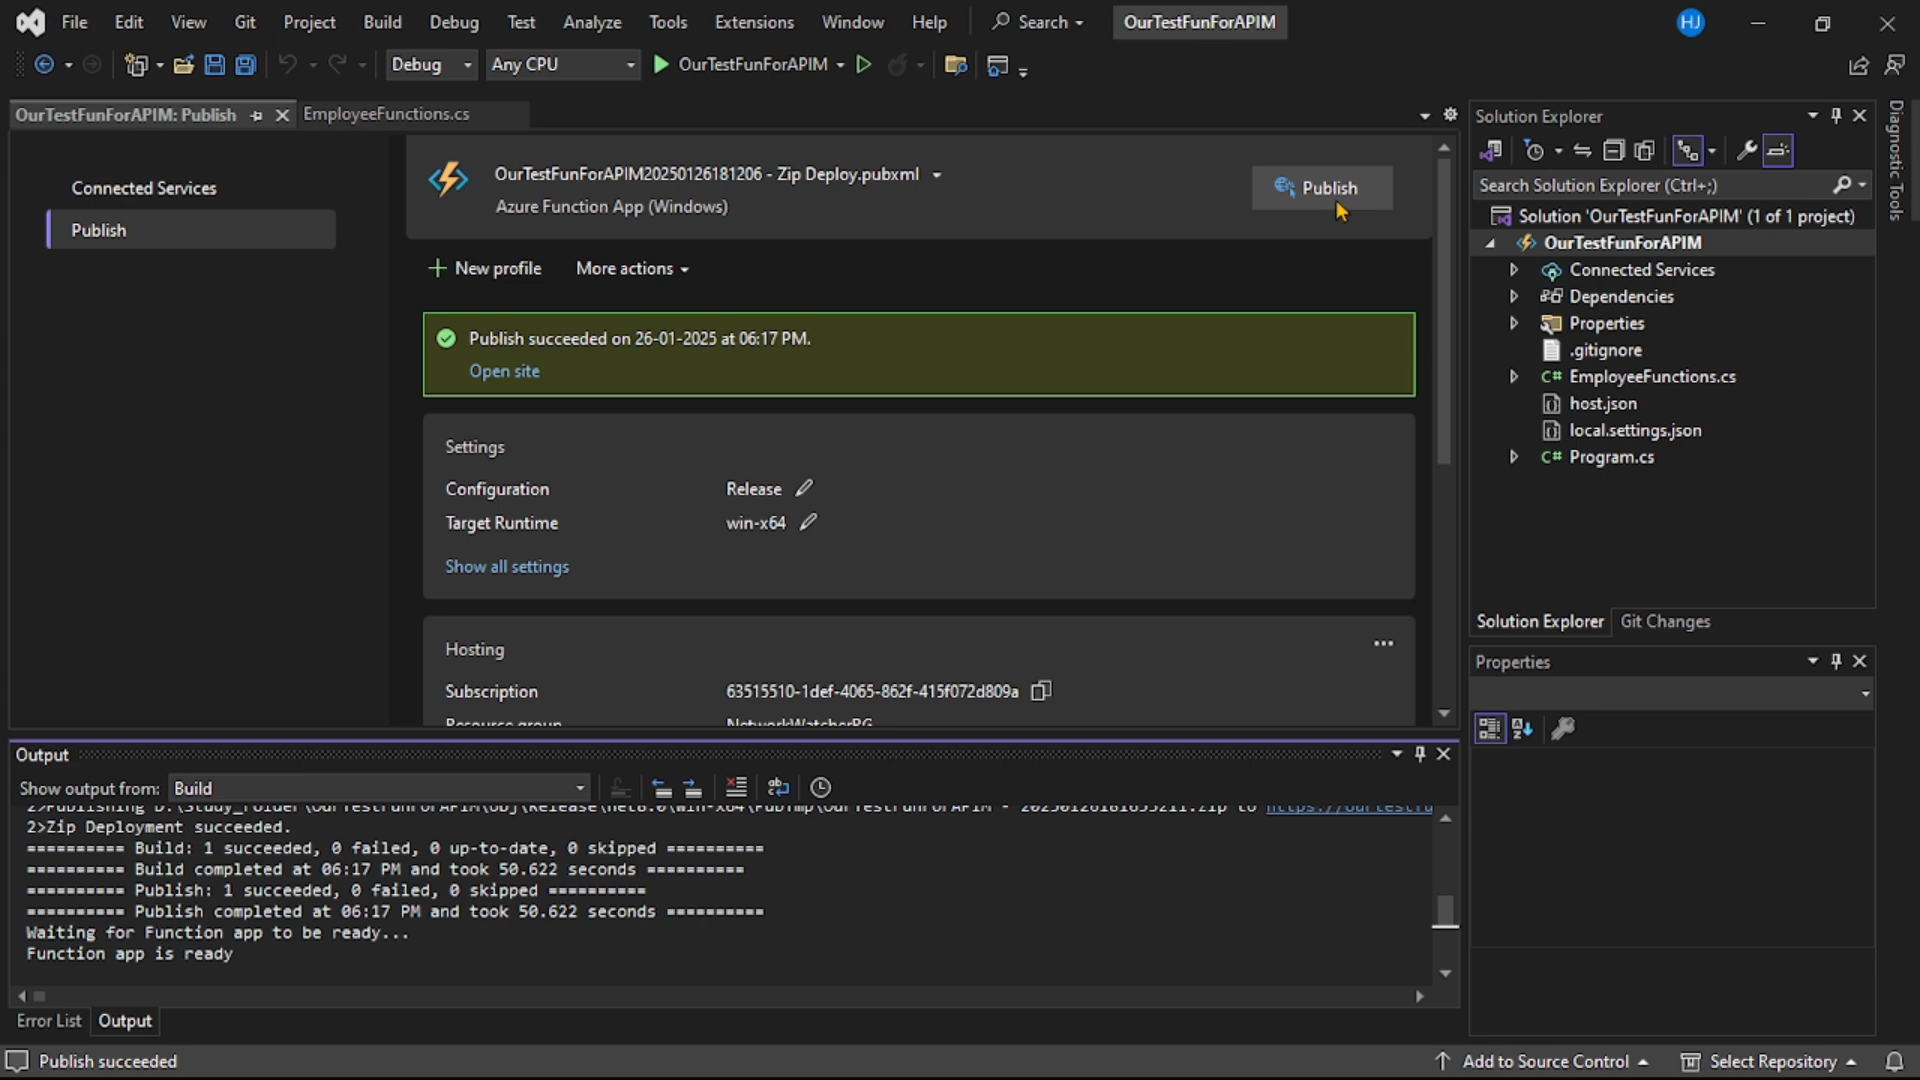 File Edit View Git Project Build Debug Test Analyze Tools Extensions Window Help Search OurTestFunForAPIM HJ
Debug Any CPU OurTestFunForAPIM
OurTestFunForAPIM: Publish EmployeeFunctions.cs
Connected Services
Publish
OurTestFunForAPIM20250126181206 - Zip Deploy.pubxml
Azure Function App (Windows)
Publish
New profile More actions
Publish succeeded on 26-01-2025 at 06:17 PM.
Open site
Settings
Configuration Release
Target Runtime win-x64
Show all settings
Hosting
Subscription 63515510-1def-4065-862f-415f072d809a
Resource group NetworkWatcherRG
Solution Explorer
Search Solution Explorer (Ctrl+;)
Solution 'OurTestFunForAPIM' (1 of 1 project)
OurTestFunForAPIM
Connected Services
Dependencies
Properties
.gitignore
C# EmployeeFunctions.cs
host.json
local.settings.json
C# Program.cs
Solution Explorer Git Changes
Properties
Diagnostic Tools
Output
Show output from: Build
2>Zip Deployment succeeded.
========== Build: 1 succeeded, 0 failed, 0 up-to-date, 0 skipped ==========
========== Build completed at 06:17 PM and took 50.622 seconds ==========
========== Publish: 1 succeeded, 0 failed, 0 skipped ==========
========== Publish completed at 06:17 PM and took 50.622 seconds ==========
Waiting for Function app to be ready...
Function app is ready
Error List Output
Publish succeeded Add to Source Control Select Repository